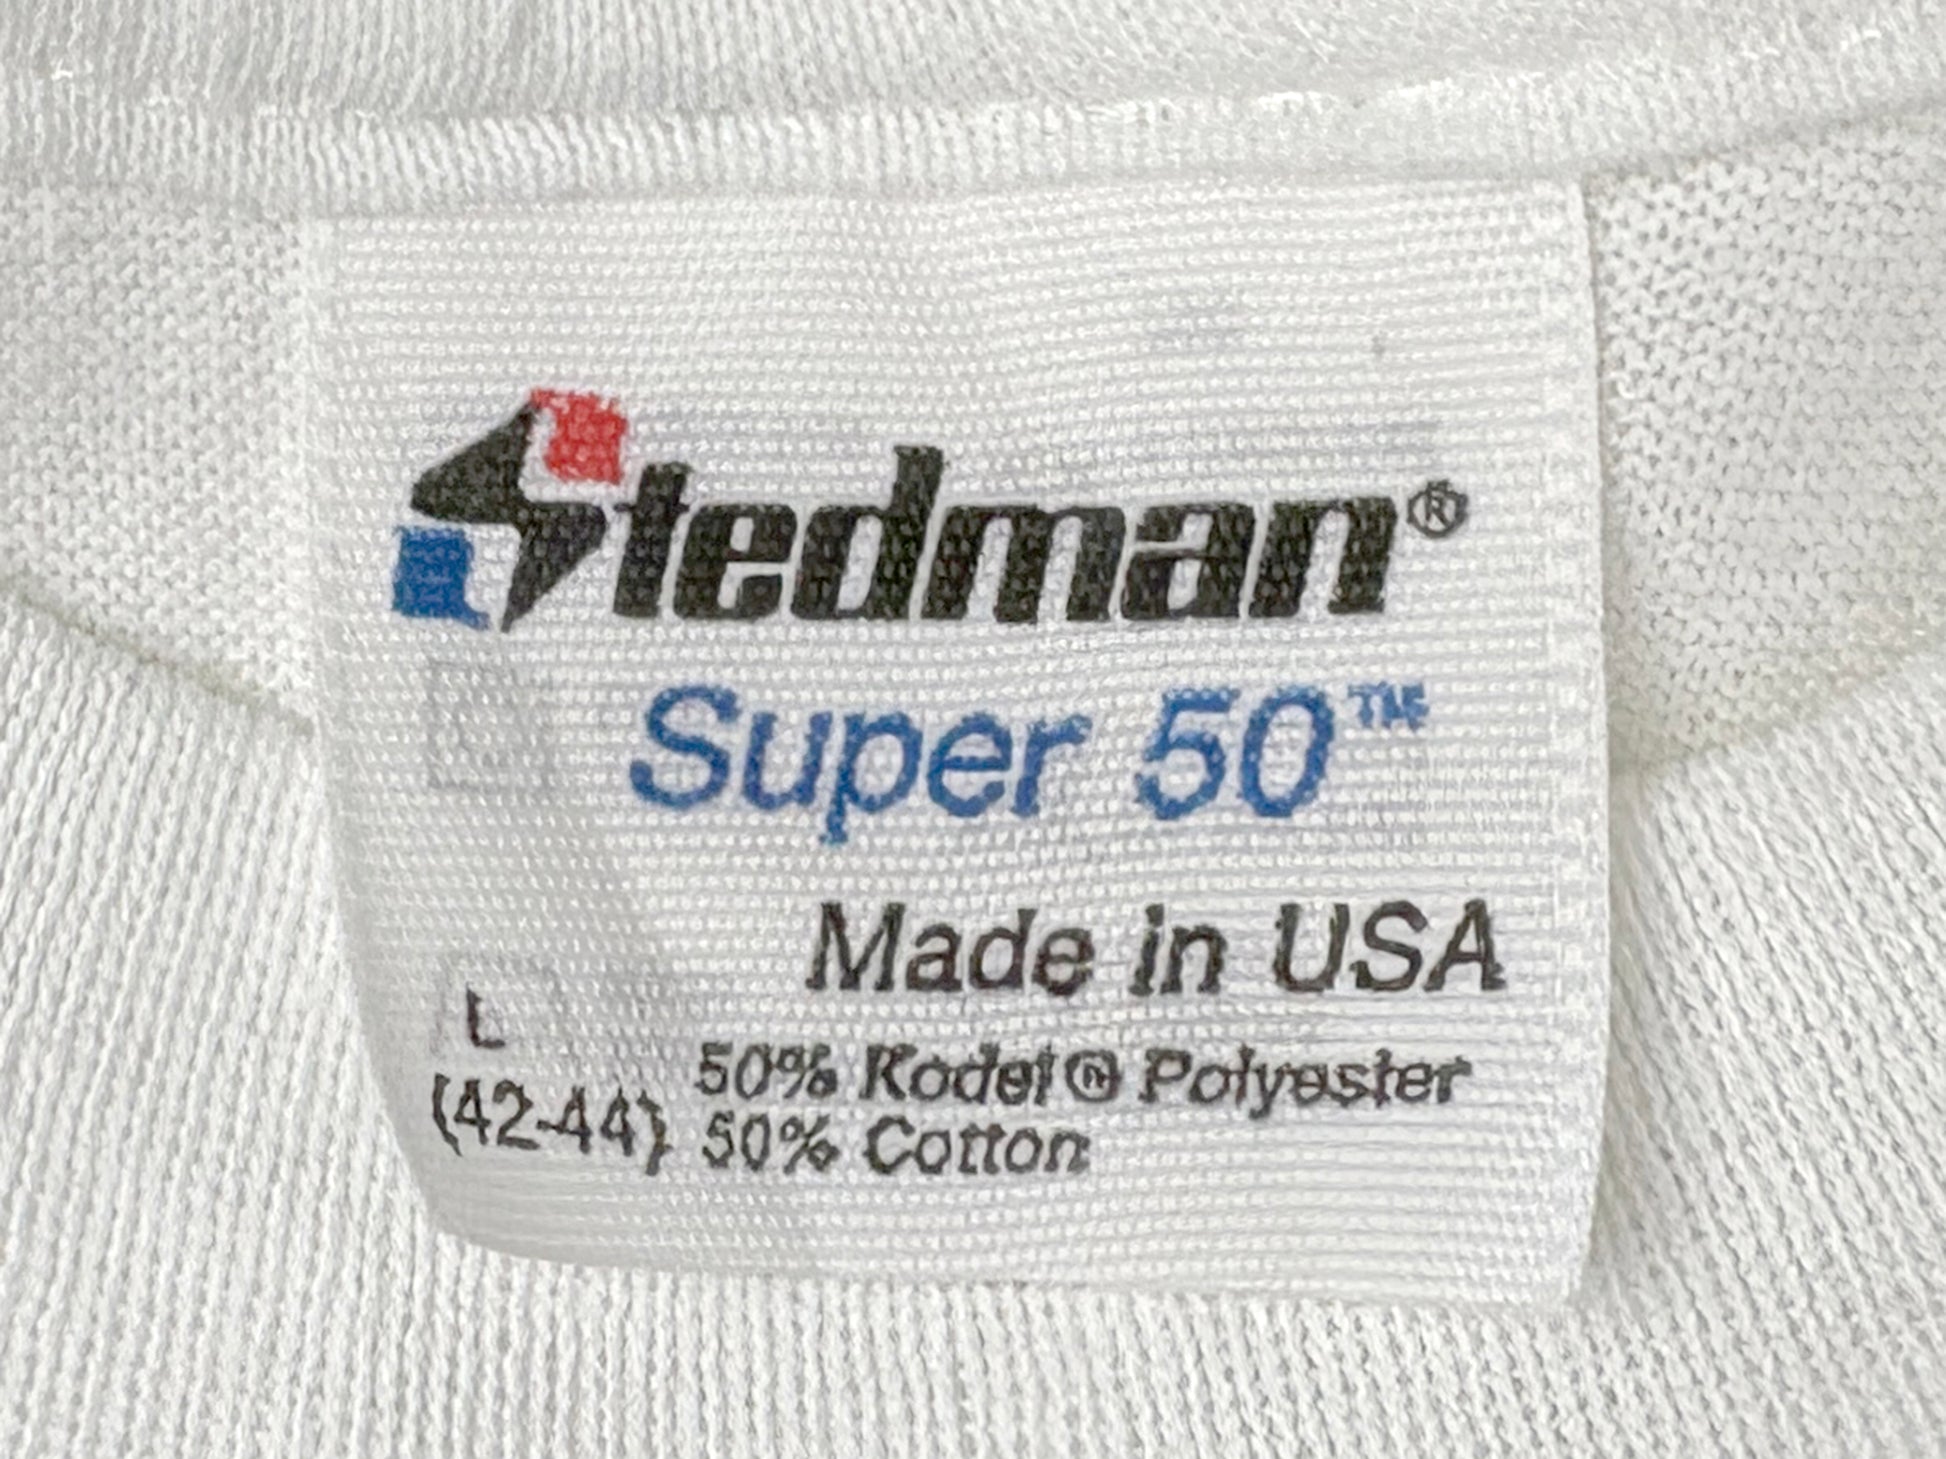 Stedman®
Super 50™
Made in USA
L
(42-44)
50% Kodel® Polyester
50% Cotton